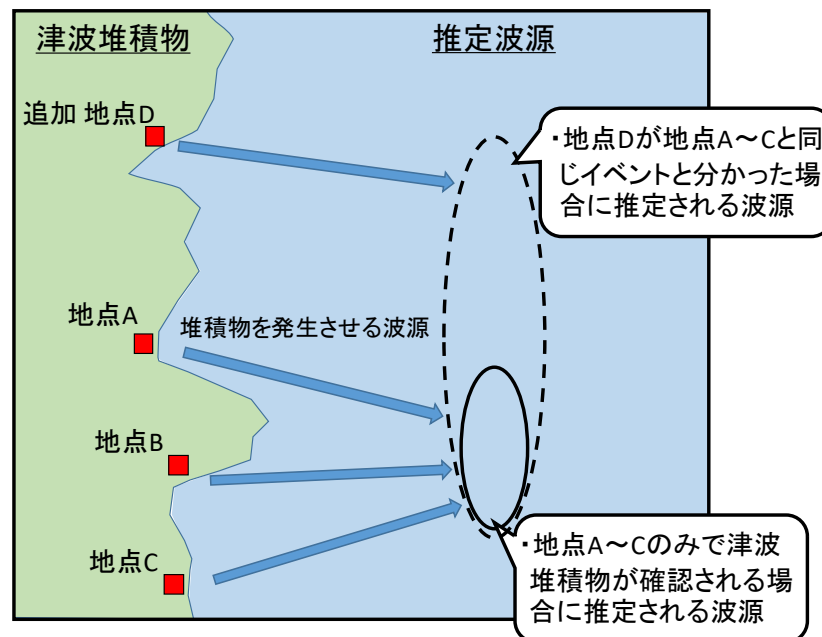 津波堆積物
推定波源
追加 地点D
・地点Dが地点A～Cと同
じイベントと分かった場
合に推定される波源
地点A
堆積物を発生させる波源
地点B
地点C
・地点A～Cのみで津波
堆積物が確認される場
合に推定される波源